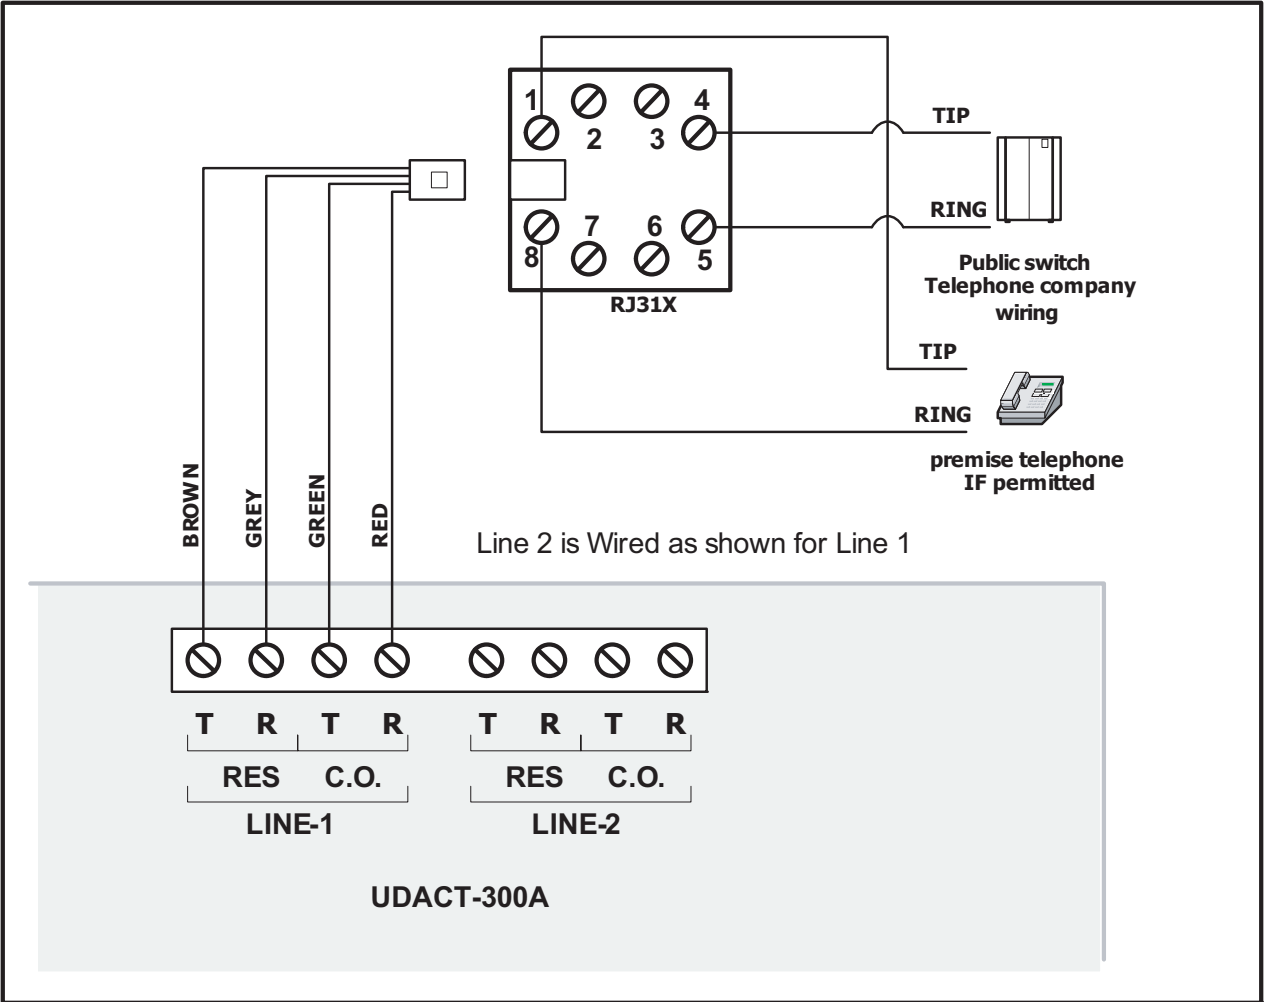 1
2
3
4
TIP
RING
8
7
6
5
RJ31X
Public switch
Telephone company
wiring
TIP
RING
premise telephone
IF permitted
BROWN
GREY
GREEN
RED
Line 2 is Wired as shown for Line 1
T R T R T R T R
RES C.O. RES C.O.
LINE-1 LINE-2
UDACT-300A